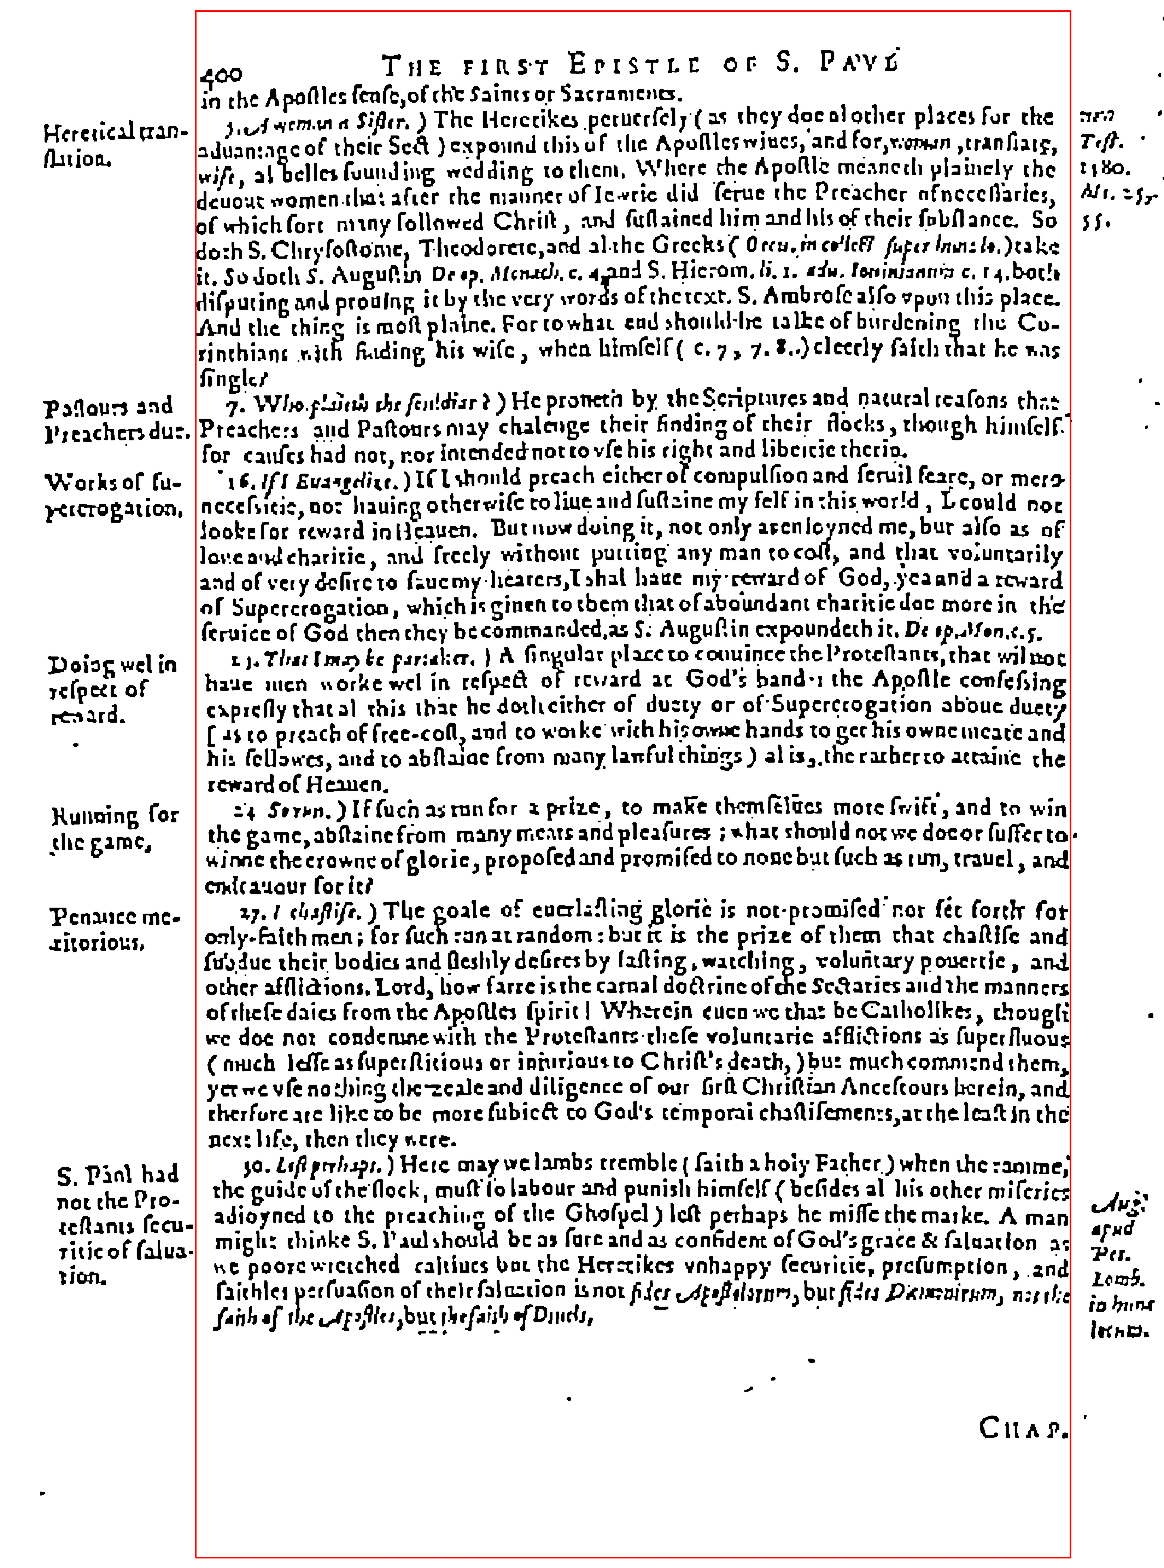 400
THE FIRST EPISTLE OF S. PAVL
in the Apostles sense, of the Saints or Sacraments.
5. A woman a Sister. ) The Heretikes peruersely ( as they doe al other places for the
aduantage of their Sect ) expound this of the Apostles wiues, and for, woman, translate,
wife, al belles sounding wedding to them. Where the Apostle meaneth plainely the
deuout women that after the manner of Iewrie did serue the Preacher of necessaries,
of which sort many followed Christ, and sustained him and his of their substance. So
doth S. Chrysostome, Theodorete, and al the Greeks ( Oecu. in collect. super hunc lo. ) take
it. So doth S. Augustin De op. Monach. c. 4. and S. Hierom. li. 1. adu. Iouinianum c. 14. both
disputing and prouing it by the very words of the text. S. Ambrose also vpon this place.
And the thing is most plaine. For to what end should he talke of burdening the Co-
rinthians with finding his wife, when himself ( c. 7, 7. 8. ) cleerly saith that he was
single?
7. Who plaieth the souldiar? ) He proueth by the Scriptures and natural reasons that
Preachers and Pastours may chalenge their finding of their flocks, though himself
for causes had not, nor intended not to vse his right and libertie therin.
16. If I Euangelize. ) If I should preach either of compulsion and seruil feare, or mere
necessitie, not hauing otherwise to liue and sustaine my self in this world, I could not
looke for reward in Heauen. But now doing it, not only as enioyned me, but also as of
loue and charitie, and freely without putting any man to cost, and that voluntarily
and of very desire to saue my hearers, I shal haue my reward of God, yea and a reward
of Supererogation, which is giuen to them that of aboundant charitie doe more in the
seruice of God then they be commanded, as S. Augustin expoundeth it. De op. Mon. c. 5.
23. That I may be partaker. ) A singular place to conuince the Protestants, that wil not
haue men worke wel in respect of reward at God's hands: the Apostle confessing
expresly that al this that he doth either of duety or of Supererogation aboue duety
[ as to preach of free-cost, and to worke with his owne hands to get his owne meate and
his fellowes, and to abstaine from many lawful things ) al is, the rather to attaine the
reward of Heauen.
24 So run. ) If such as run for a prize, to make themselues more swift, and to win
the game, abstaine from many meats and pleasures; what should not we doe or suffer to
winne the crowne of glorie, proposed and promised to none but such as run, trauel, and
endeauour for it?
27. I chastise. ) The goale of euerlasting glorie is not promised nor set forth for
only-faith men; for such run at random: but it is the prize of them that chastise and
subdue their bodies and fleshly desires by fasting, watching, voluntary pouertie, and
other afflictions. Lord, how farre is the carnal doctrine of the Sectaries and the manners
of these daies from the Apostles spirit! Wherein euen we that be Catholikes, though
we doe not condemne with the Protestants these voluntarie afflictions as superfluous
( much lesse as superstitious or iniurious to Christ's death, ) but much commend them,
yet we vse nothing the zeale and diligence of our first Christian Ancestours herein, and
therfore are like to be more subiect to God's temporal chastisements, at the least in the
next life, then they were.
30. Lest perhaps. ) Here may we lambs tremble ( saith a holy Father ) when the ramme,
the guide of the flock, must so labour and punish himself ( besides al his other miseries
adioyned to the preaching of the Ghospel ) lest perhaps he misse the marke. A man
might thinke S. Paul should be as sure and as confident of God's grace & saluation as
we poore wretched caitiues but the Heretikes vnhappy securitie, presumption, and
faithles persuasion of their saluation is not fides Apostolorum, but fides Dæmoniorum, not the
faith of the Apostles, but the faith of Diuels.
CHAP.
Heretical tran-
slation.
Pastours and
Preachers due.
Works of su-
pererogation.
Doing wel in
respect of
reward.
Running for
the game.
Penance me-
ritorious.
S. Paul had
not the Pro-
testants secu-
ritie of salua-
tion.
Test.
1580.
55.
Aug.
apud
Pet.
Lomb.
in hunc
locum.